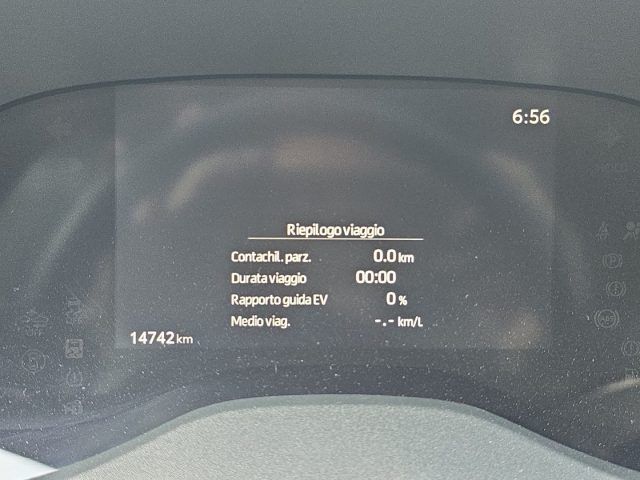 6:56
Riepilogo viaggio
Contachil. parz. 0.0 km
Durata viaggio 00:00
Rapporto guida EV 0 %
Medio viag. -.- km/l.
14742 km